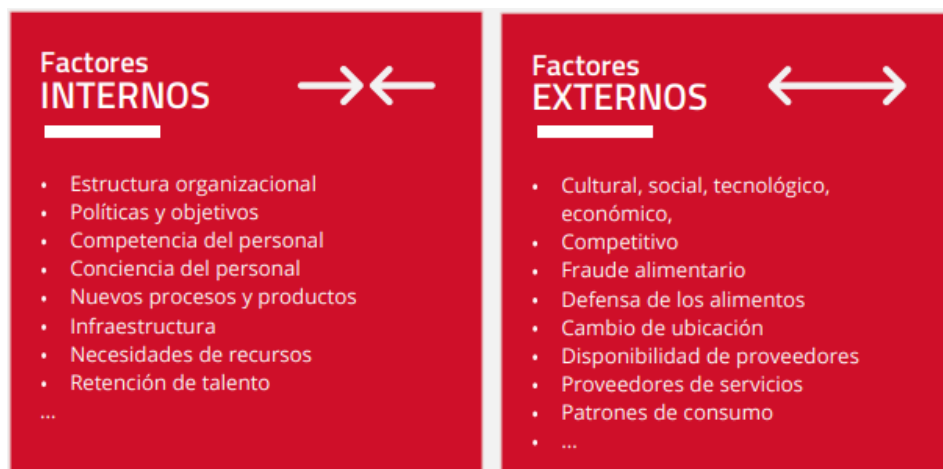 Factores
INTERNOS
• Estructura organizacional
• Políticas y objetivos
• Competencia del personal
• Conciencia del personal
• Nuevos procesos y productos
• Infraestructura
• Necesidades de recursos
• Retención de talento
...
Factores
EXTERNOS
• Cultural, social, tecnológico,
económico,
• Competitivo
• Fraude alimentario
• Defensa de los alimentos
• Cambio de ubicación
• Disponibilidad de proveedores
• Proveedores de servicios
• Patrones de consumo
• ...